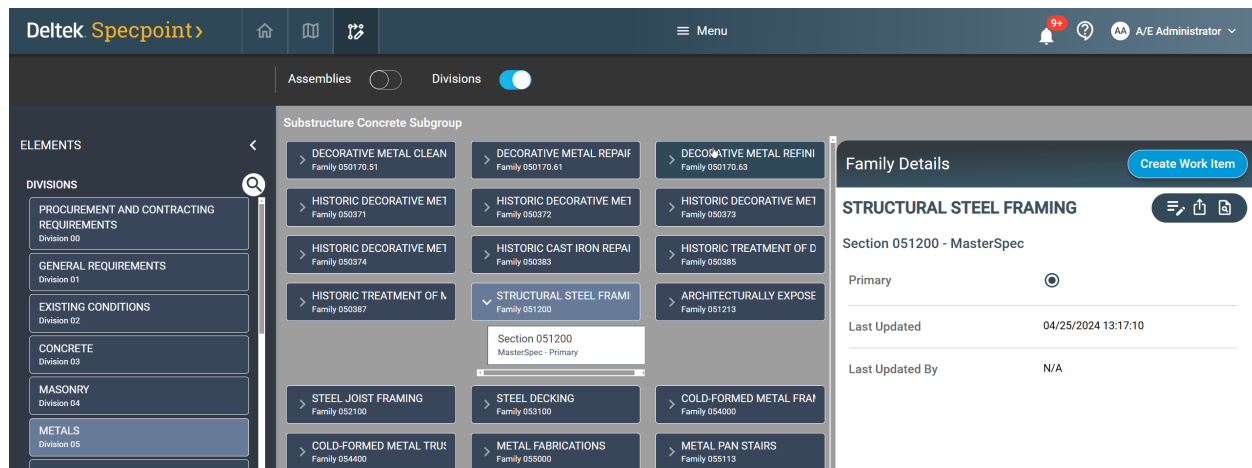 Deltek Specpoint
Menu
9+
AA A/E Administrator
Assemblies
Divisions
Substructure Concrete Subgroup
ELEMENTS
DIVISIONS
PROCUREMENT AND CONTRACTING
REQUIREMENTS
Division 00
GENERAL REQUIREMENTS
Division 01
EXISTING CONDITIONS
Division 02
CONCRETE
Division 03
MASONRY
Division 04
METALS
Division 05
DECORATIVE METAL CLEAN
Family 050170.51
DECORATIVE METAL REPAIF
Family 050170.61
DECORATIVE METAL REFINI
Family 050170.63
HISTORIC DECORATIVE MET
Family 050371
HISTORIC DECORATIVE MET
Family 050372
HISTORIC DECORATIVE MET
Family 050373
HISTORIC DECORATIVE MET
Family 050374
HISTORIC CAST IRON REPAI
Family 050383
HISTORIC TREATMENT OF D
Family 050385
HISTORIC TREATMENT OF M
Family 050387
STRUCTURAL STEEL FRAMI
Family 051200
ARCHITECTURALLY EXPOSE
Family 051213
Section 051200
MasterSpec - Primary
STEEL JOIST FRAMING
Family 052100
STEEL DECKING
Family 053100
COLD-FORMED METAL FRAM
Family 054000
COLD-FORMED METAL TRUS
Family 054400
METAL FABRICATIONS
Family 055000
METAL PAN STAIRS
Family 055113
Family Details
Create Work Item
STRUCTURAL STEEL FRAMING
Section 051200 - MasterSpec
Primary
Last Updated 04/25/2024 13:17:10
Last Updated By N/A